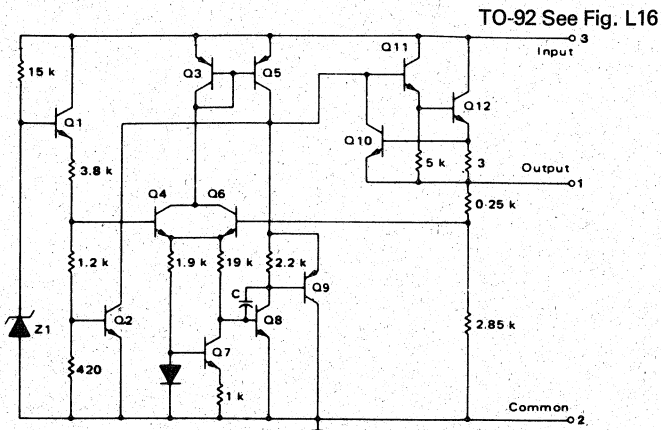 TO-92 See Fig. L16
3
Input
Q11
Q3
Q5
15 k
Q12
Q1
Q10
5 k
3
3.8 k
Output
1
Q4
Q6
0·25 k
1.2 k
1.9 k
19 k
2.2 k
Q9
C
Z1
Q2
Q8
2.85 k
Q7
420
1 k
Common
2